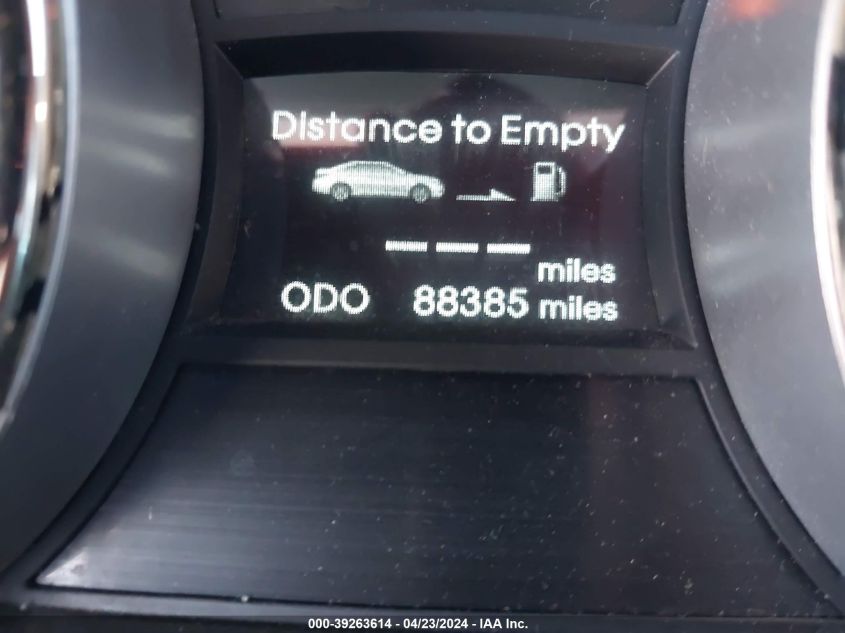 Distance to Empty
--- miles
ODO 88385 miles
000-39263614 - 04/23/2024 - IAA Inc.